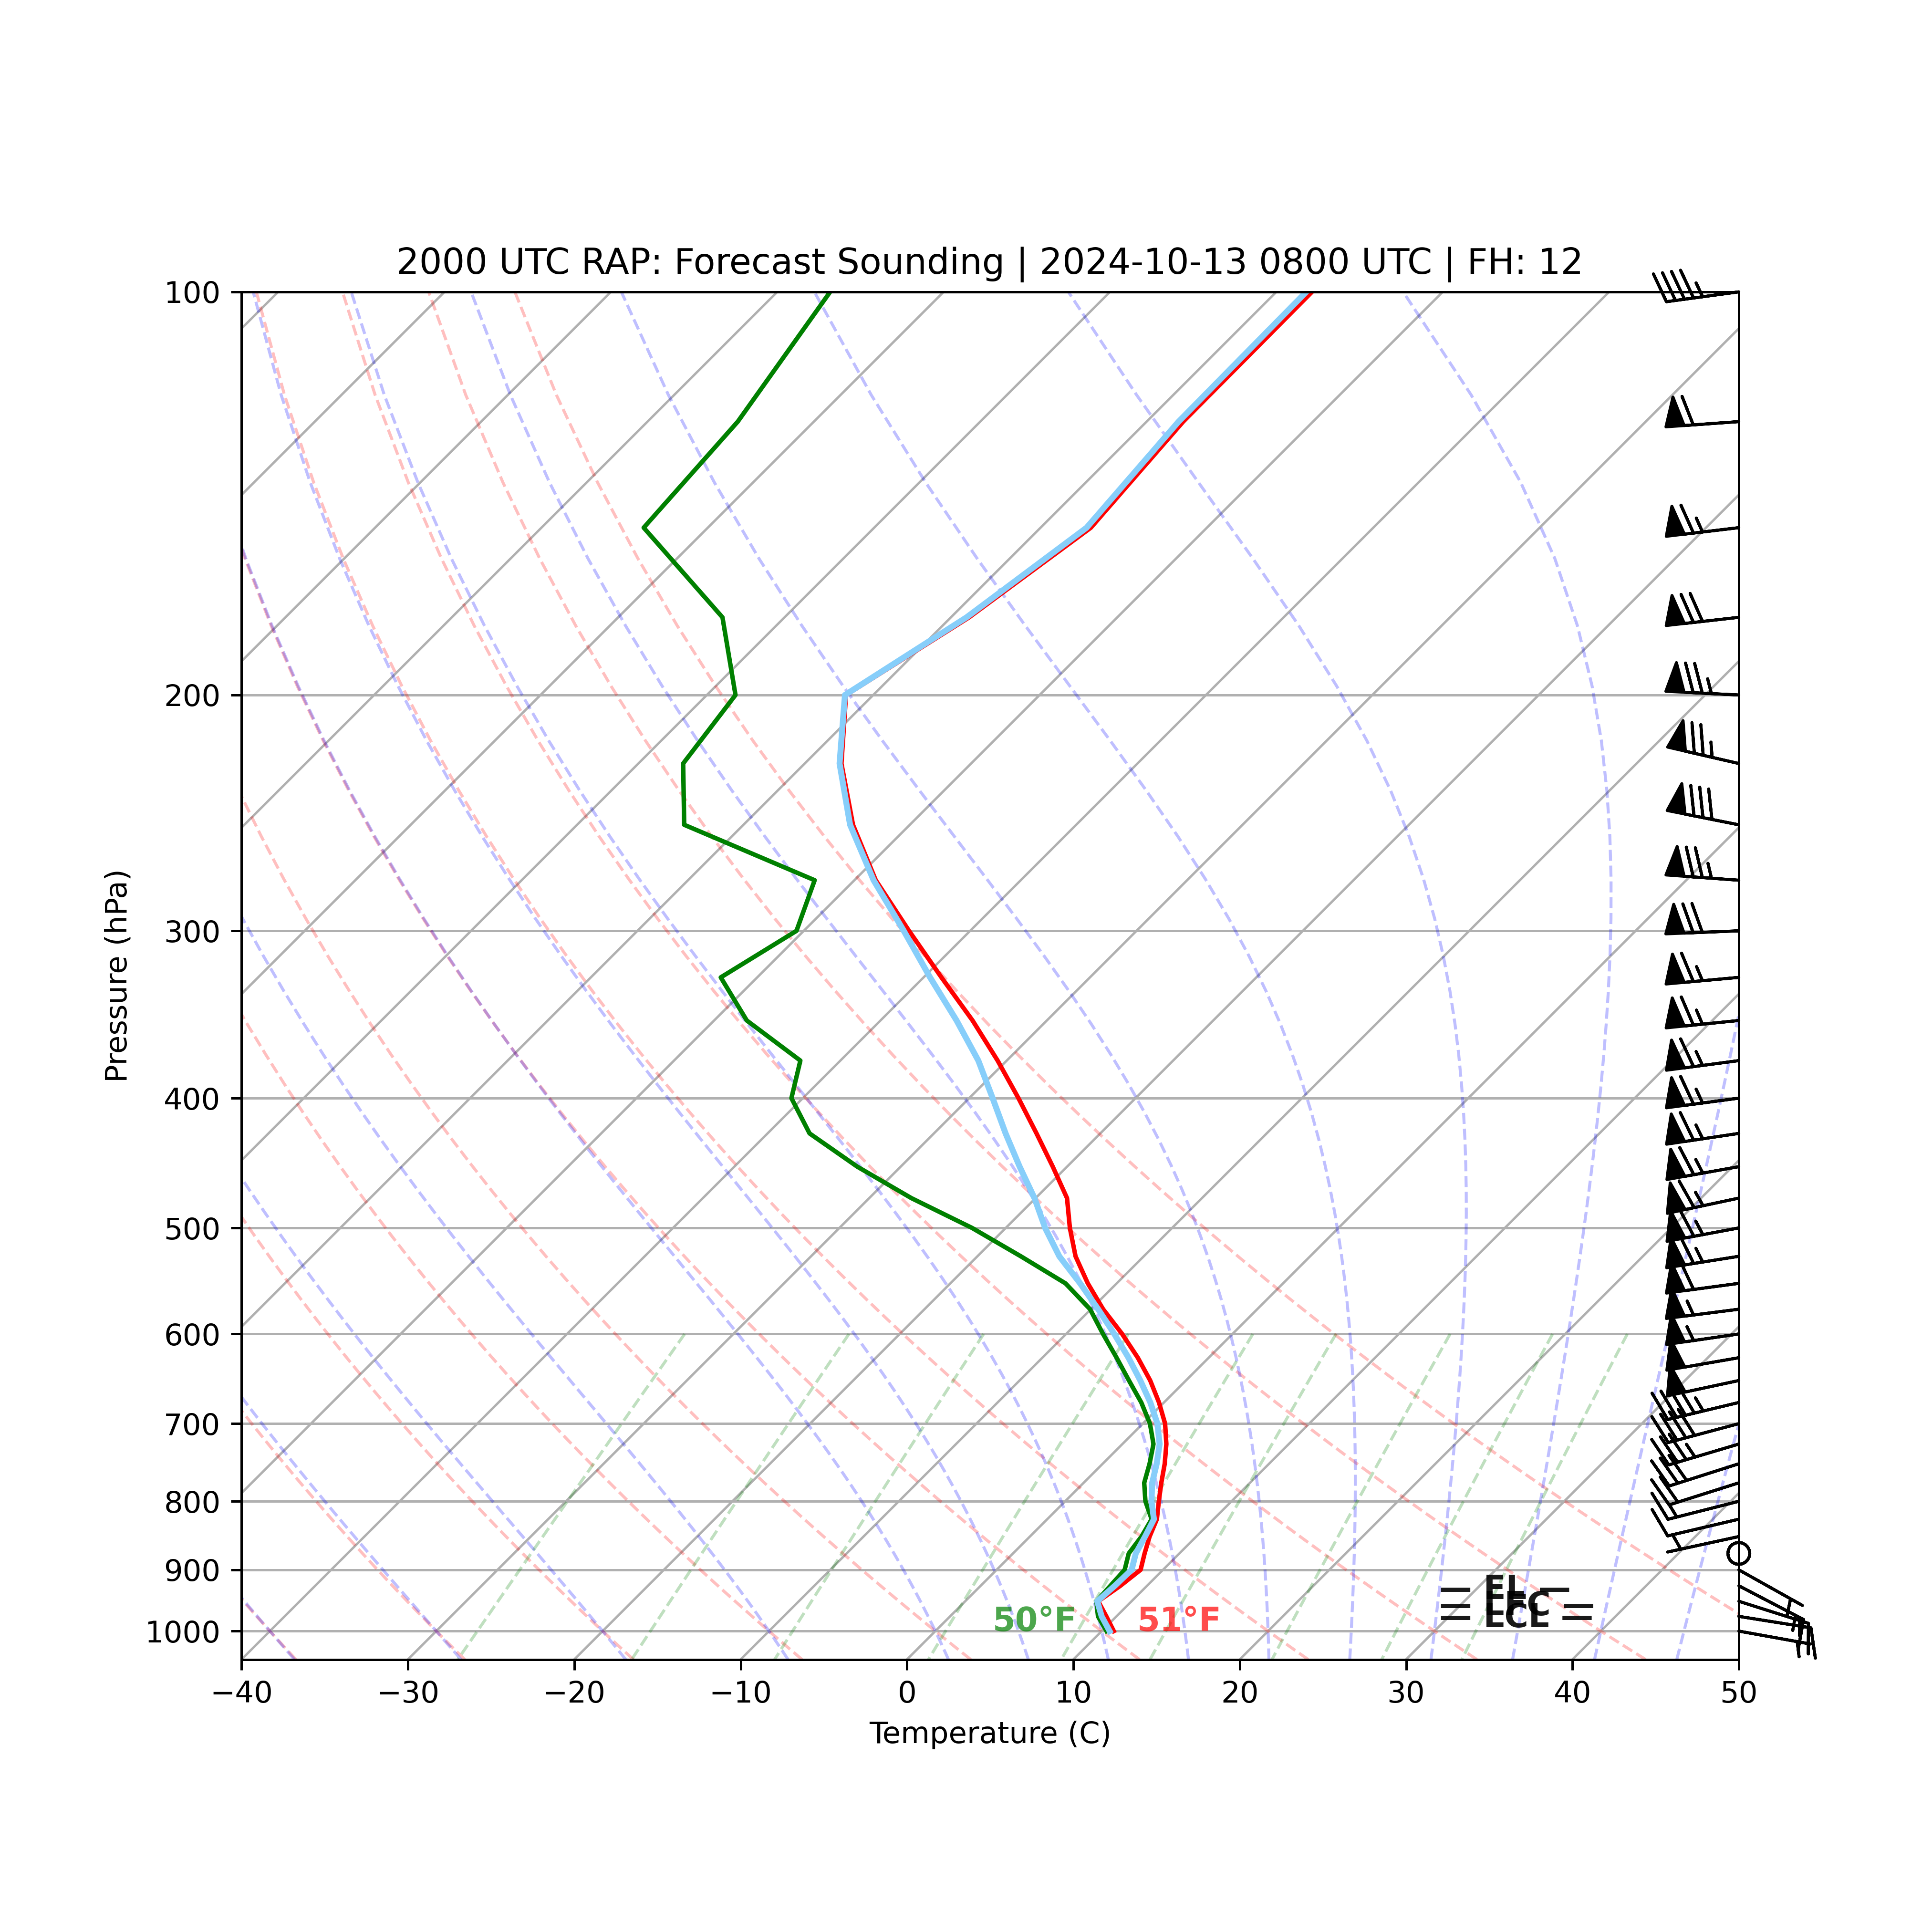 2000 UTC RAP: Forecast Sounding | 2024-10-13 0800 UTC | FH: 12
100
200
300
400
500
600
700
800
900
1000
Pressure (hPa)
50°F
51°F
EL
LCL
−40
−30
−20
−10
0
10
20
30
40
50
Temperature (C)